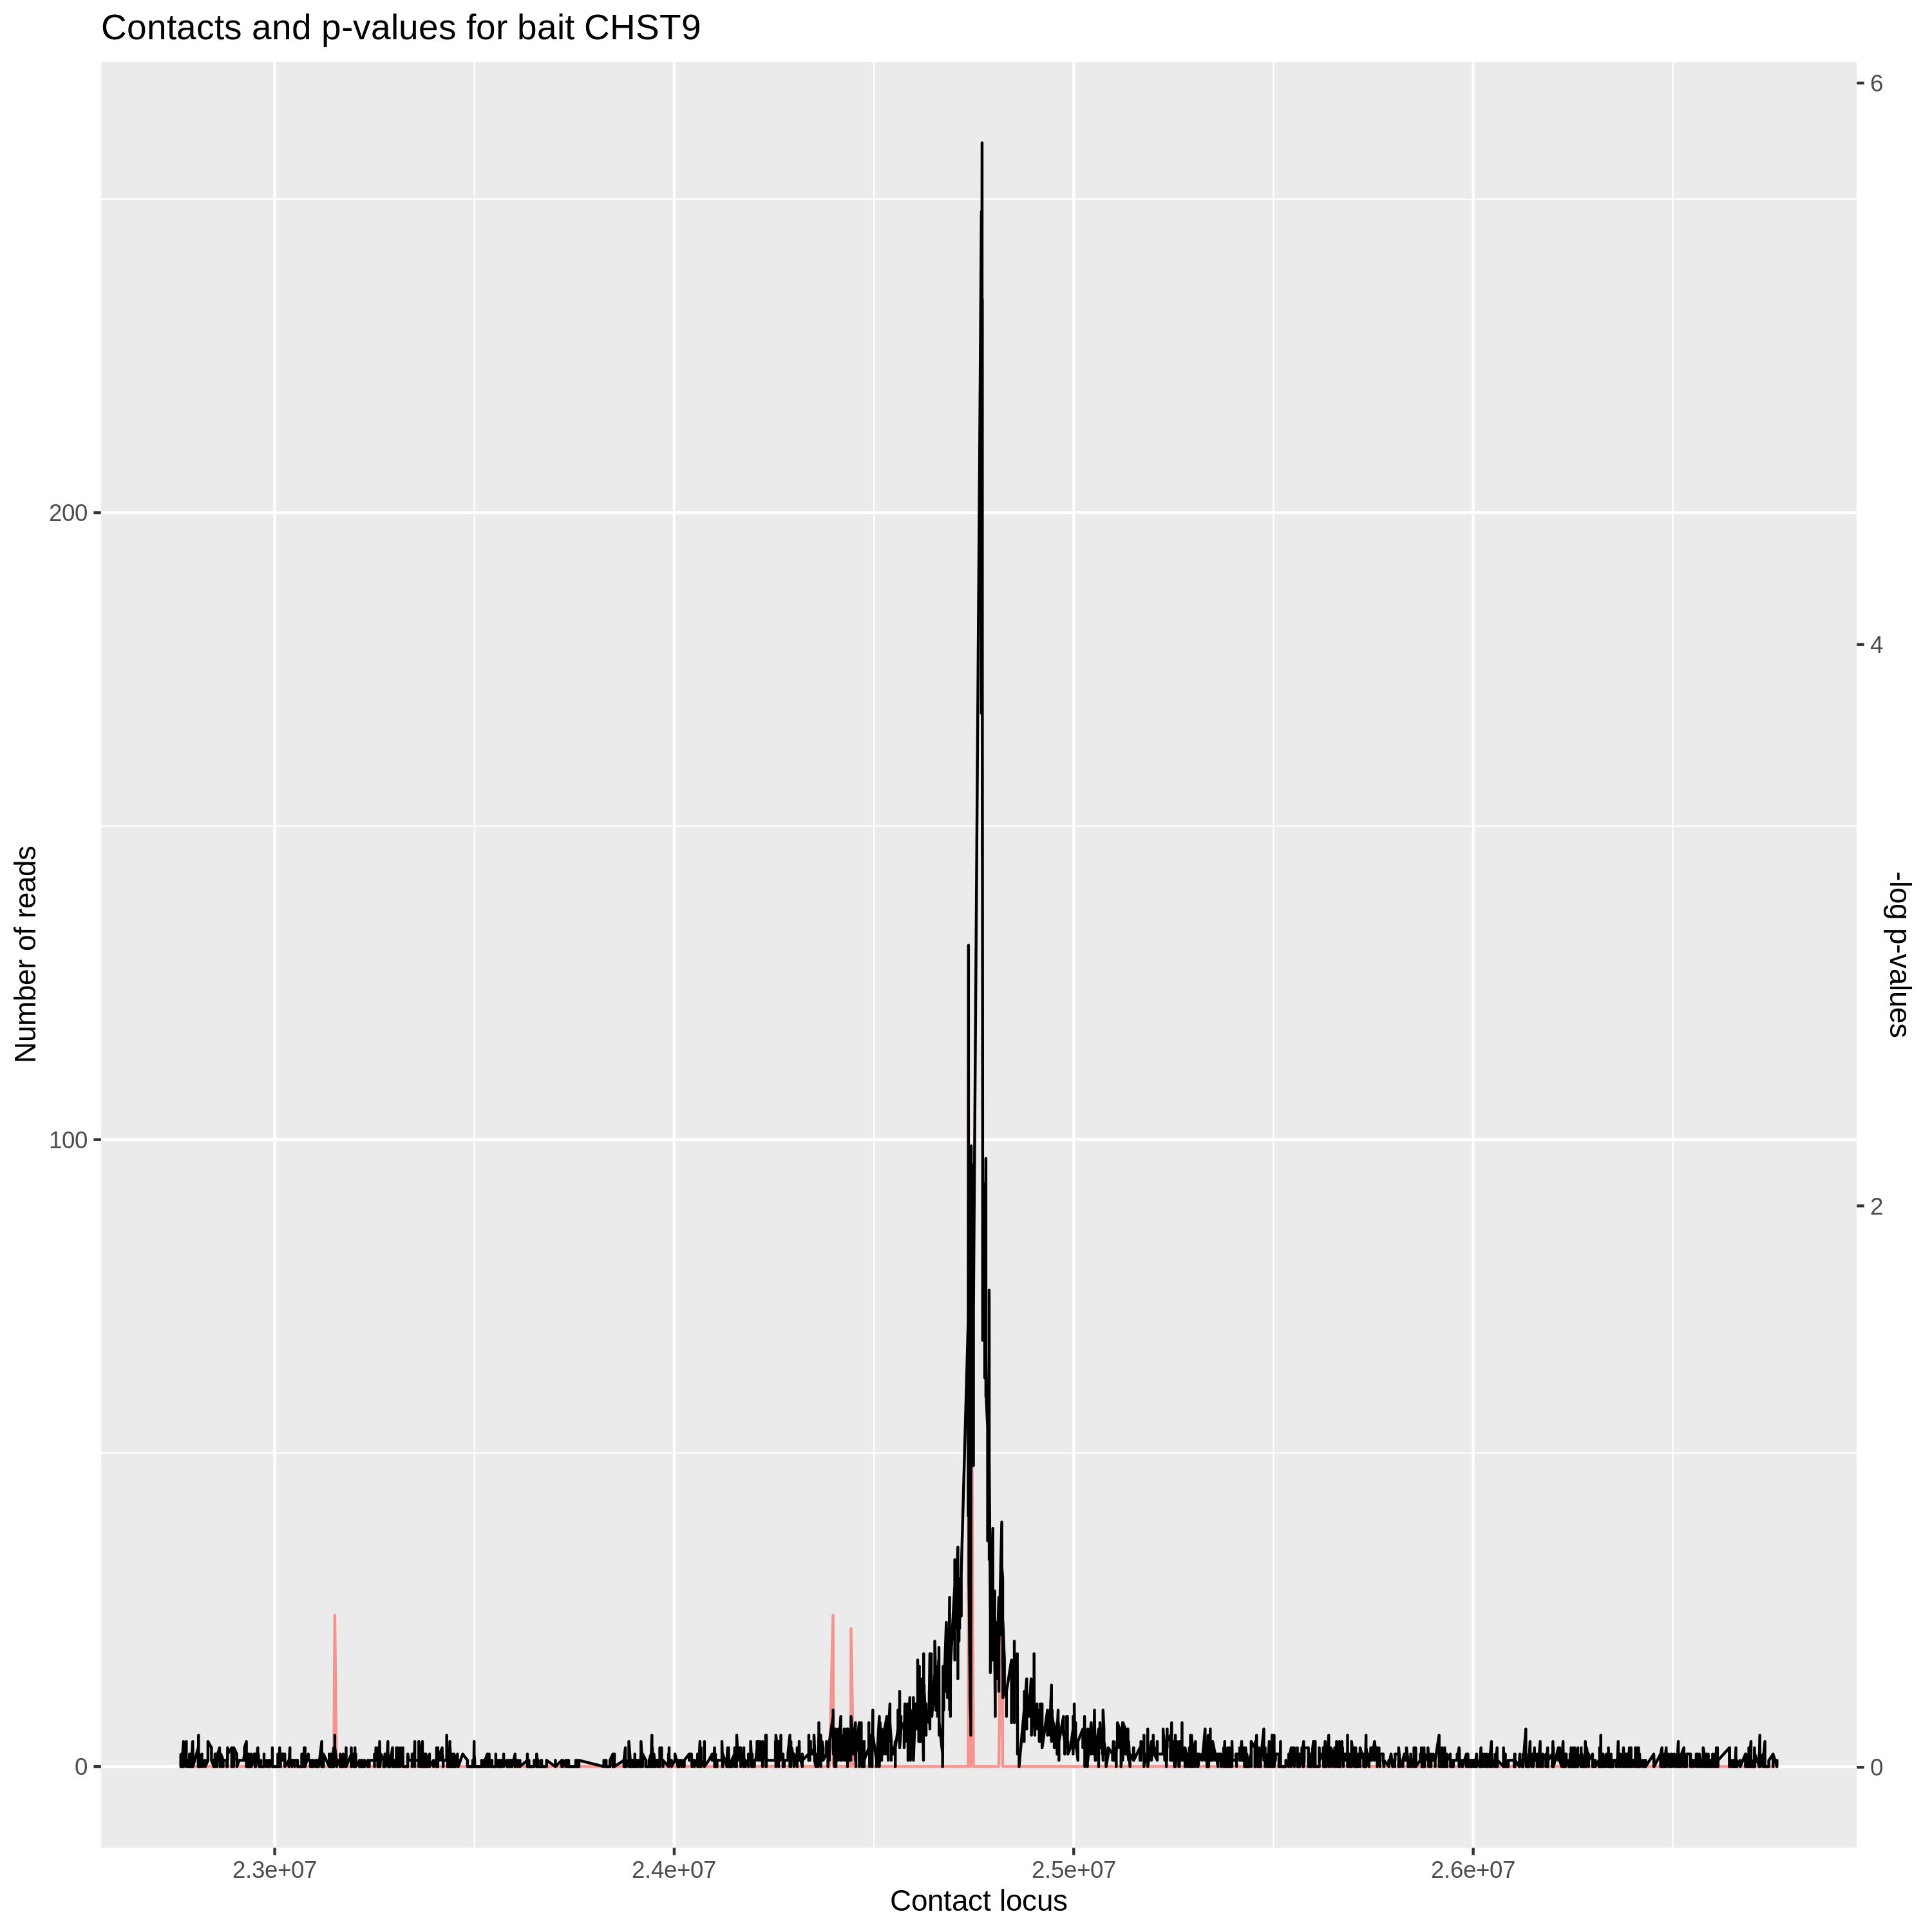 Contacts and p-values for bait CHST9
Number of reads
200
100
0
6
4
2
0
-log p-values
2.3e+07
2.4e+07
2.5e+07
2.6e+07
Contact locus